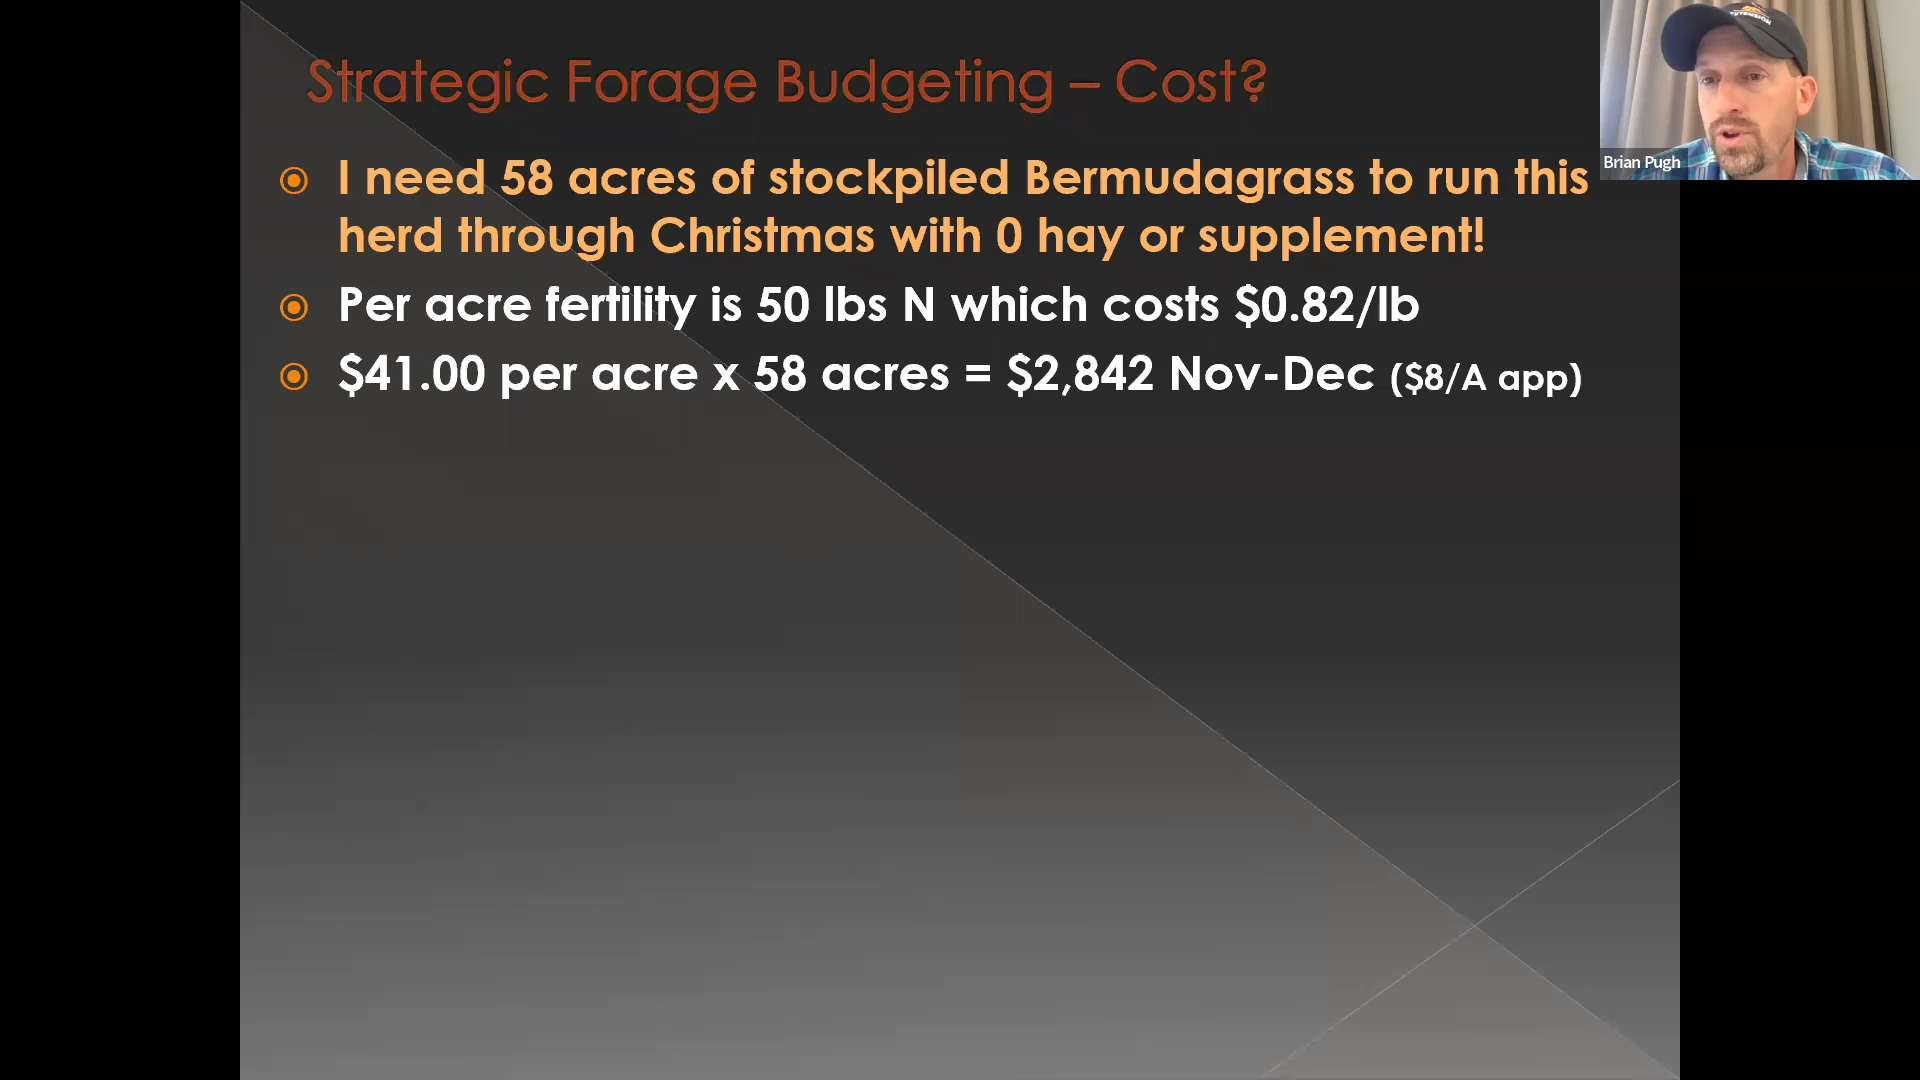 Strategic Forage Budgeting – Cost?
I need 58 acres of stockpiled Bermudagrass to run this
herd through Christmas with 0 hay or supplement!
Per acre fertility is 50 lbs N which costs $0.82/lb
$41.00 per acre x 58 acres = $2,842 Nov-Dec ($8/A app)
EXTENSION
Brian Pugh